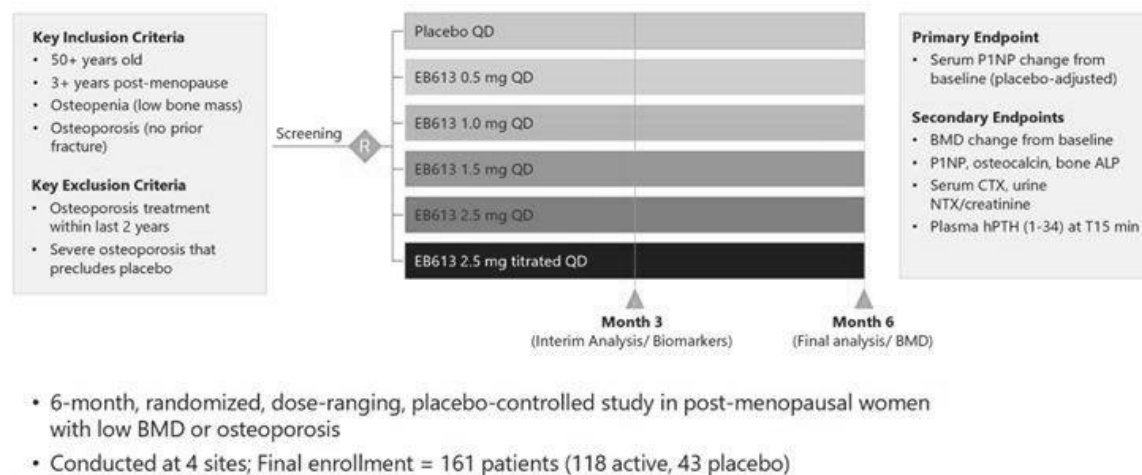 Key Inclusion Criteria
• 50+ years old
• 3+ years post-menopause
• Osteopenia (low bone mass)
• Osteoporosis (no prior
fracture)
Key Exclusion Criteria
• Osteoporosis treatment
within last 2 years
• Severe osteoporosis that
precludes placebo
Screening
R
Placebo QD
EB613 0.5 mg QD
EB613 1.0 mg QD
EB613 1.5 mg QD
EB613 2.5 mg QD
EB613 2.5 mg titrated QD
Month 3
(Interim Analysis/ Biomarkers)
Month 6
(Final analysis/ BMD)
Primary Endpoint
• Serum P1NP change from
baseline (placebo-adjusted)
Secondary Endpoints
• BMD change from baseline
• P1NP, osteocalcin, bone ALP
• Serum CTX, urine
NTX/creatinine
• Plasma hPTH (1-34) at T15 min
• 6-month, randomized, dose-ranging, placebo-controlled study in post-menopausal women
with low BMD or osteoporosis
• Conducted at 4 sites; Final enrollment = 161 patients (118 active, 43 placebo)